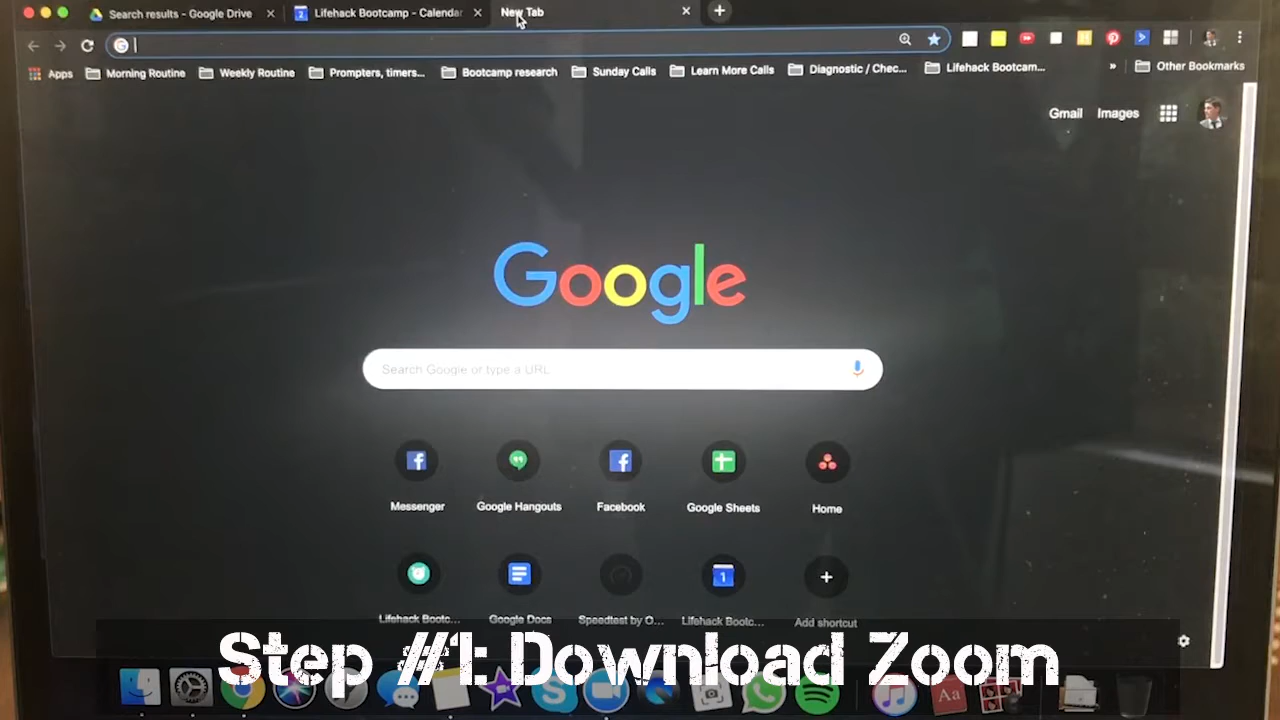 Search results - Google Drive
Lifehack Bootcamp - Calendar
New Tab
Apps
Morning Routine
Weekly Routine
Prompters, timers...
Bootcamp research
Sunday Calls
Learn More Calls
Diagnostic / Chec...
Lifehack Bootcam...
»
Other Bookmarks
Gmail
Images
Google
Search Google or type a URL
Messenger
Google Hangouts
Facebook
Google Sheets
Home
1
Lifehack Bootc...
Google Docs
Speedtest by O...
Lifehack Bootc...
Add shortcut
Step #1: Download Zoom
Aa